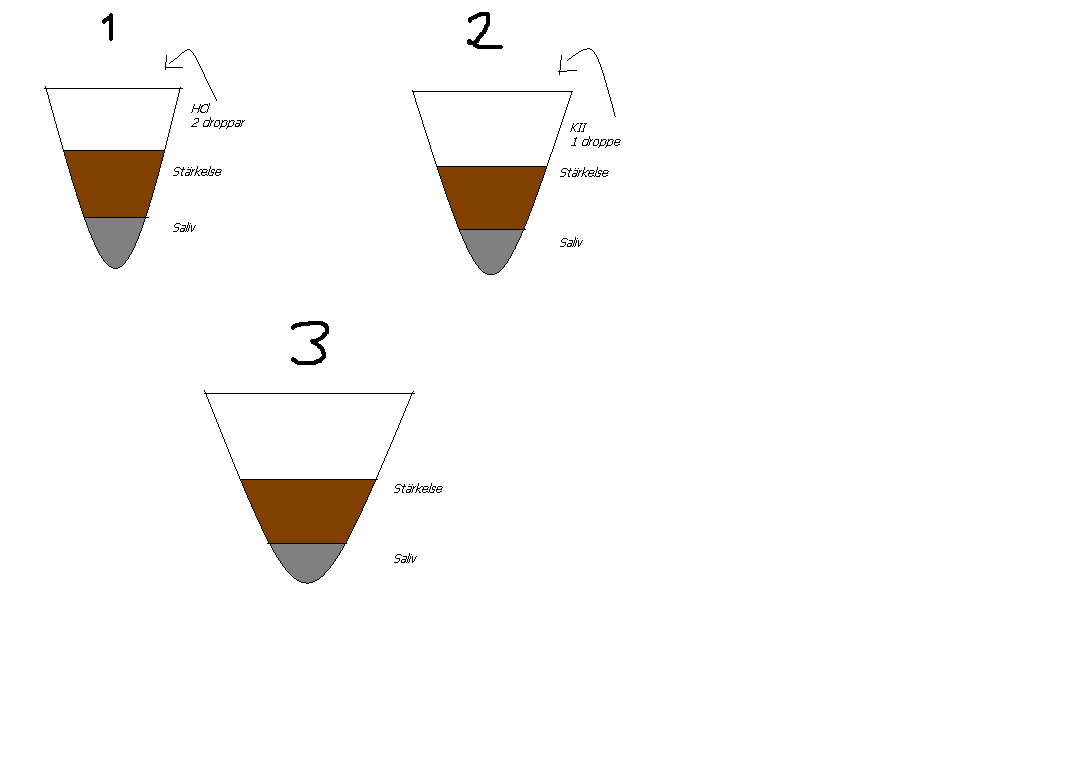 1
HCl
2 droppar
Stärkelse
Saliv
2
KII
1 droppe
Stärkelse
Saliv
3
Stärkelse
Saliv